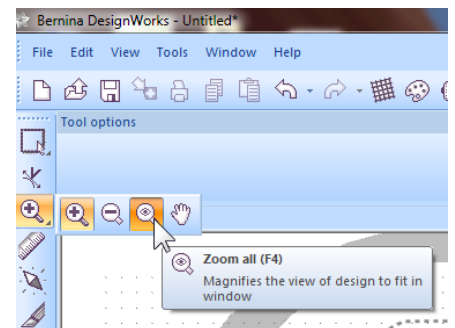 Bernina DesignWorks - Untitled*
File Edit View Tools Window Help
Tool options
Zoom all (F4)
Magnifies the view of design to fit in
window